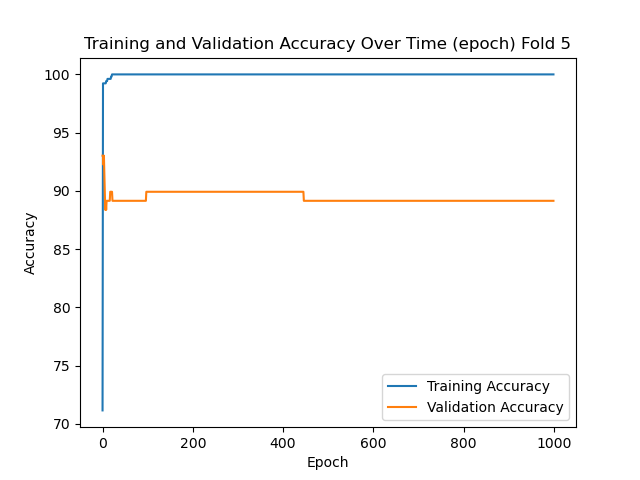 Training and Validation Accuracy Over Time (epoch) Fold 5
100
95
90
85
80
75
70
Accuracy
0
200
400
600
800
1000
Epoch
Training Accuracy
Validation Accuracy